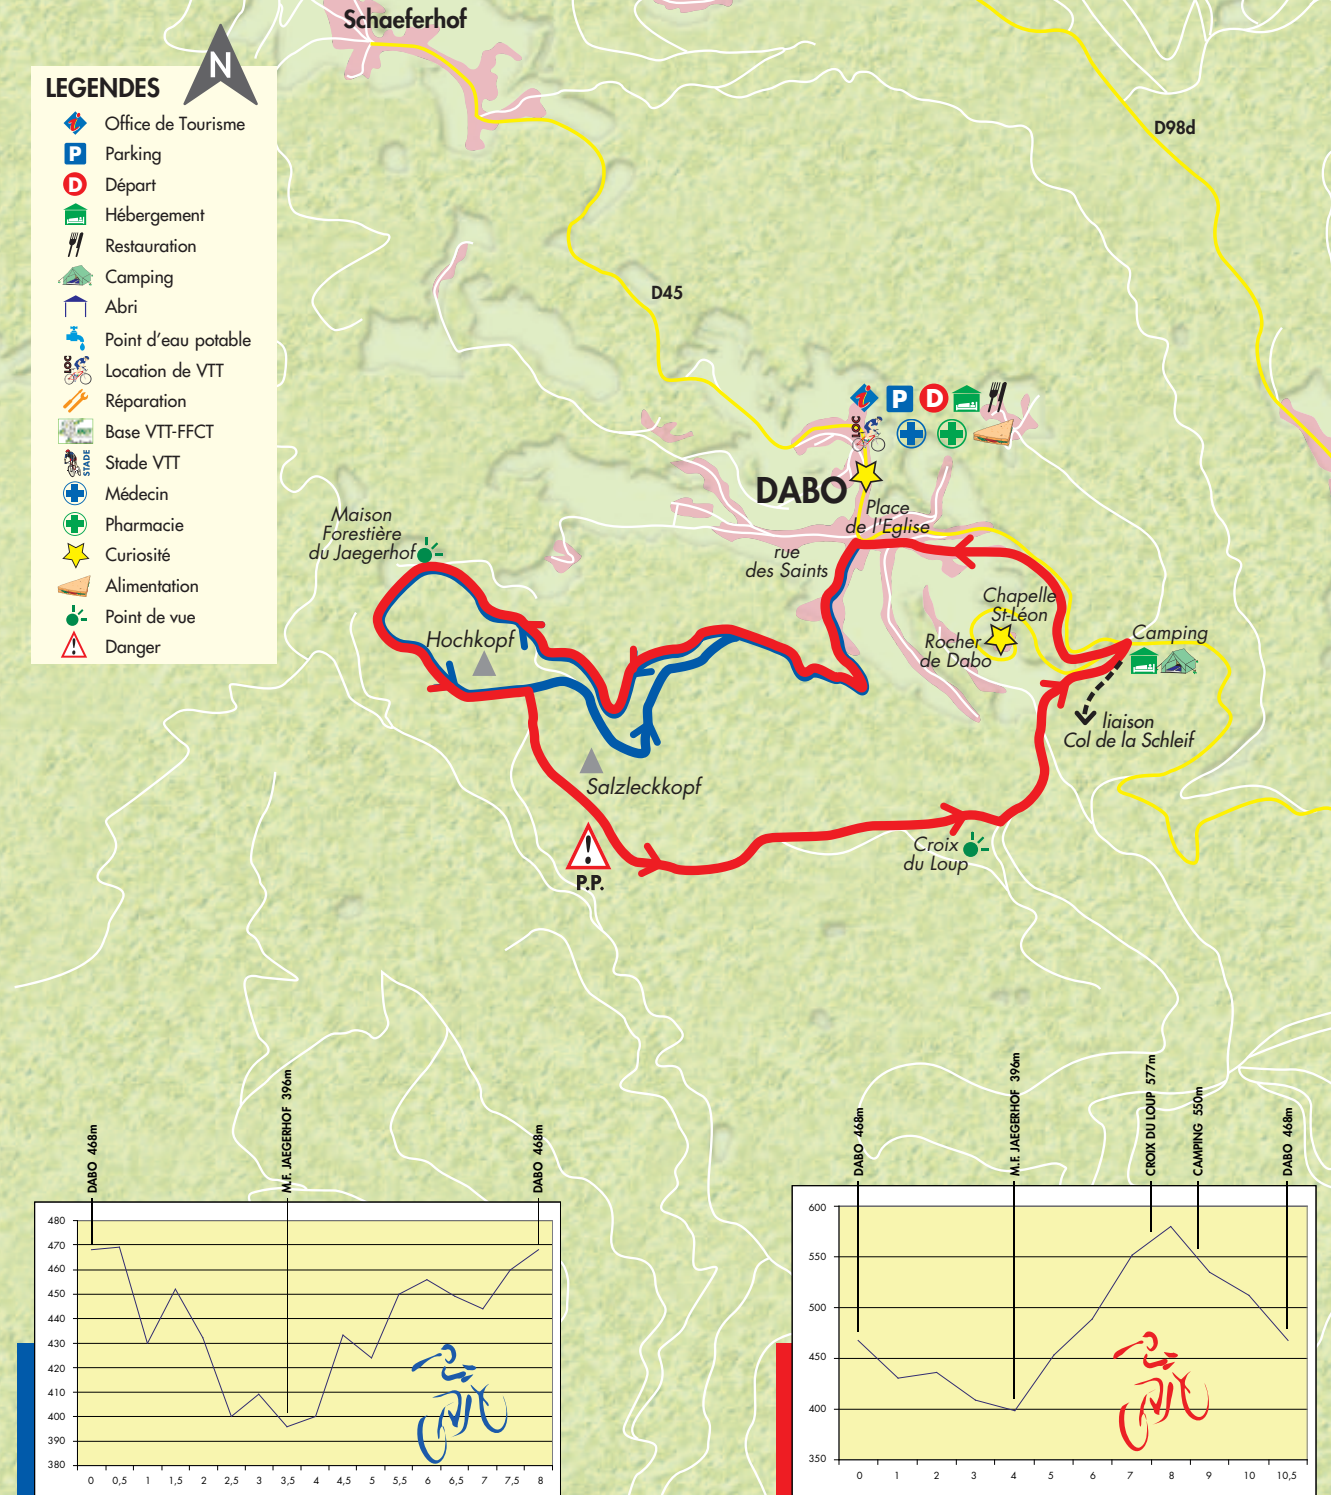 Schaeferhof
N
LEGENDES
Office de Tourisme
P Parking
D Départ
Hébergement
Restauration
Camping
Abri
Point d'eau potable
LOC Location de VTT
Réparation
Base VTT-FFCT
STADE Stade VTT
Médecin
Pharmacie
Curiosité
Alimentation
Point de vue
! Danger
D98d
D45
i P D
LOC
DABO
Place
de l'Eglise
rue
des Saints
Maison
Forestière
du Jaegerhof
Hochkopf
Chapelle
St-Léon
Rocher
de Dabo
Camping
liaison
Col de la Schleif
Salzleckkopf
!
P.P.
Croix
du Loup
DABO 468m
M.F. JAEGERHOF 396m
DABO 468m
480
470
460
450
440
430
420
410
400
390
380
0 0,5 1 1,5 2 2,5 3 3,5 4 4,5 5 5,5 6 6,5 7 7,5 8
DABO 468m
M.F. JAEGERHOF 396m
CROIX DU LOUP 577m
CAMPING 550m
DABO 468m
600
550
500
450
400
350
0 1 2 3 4 5 6 7 8 9 10 10,5